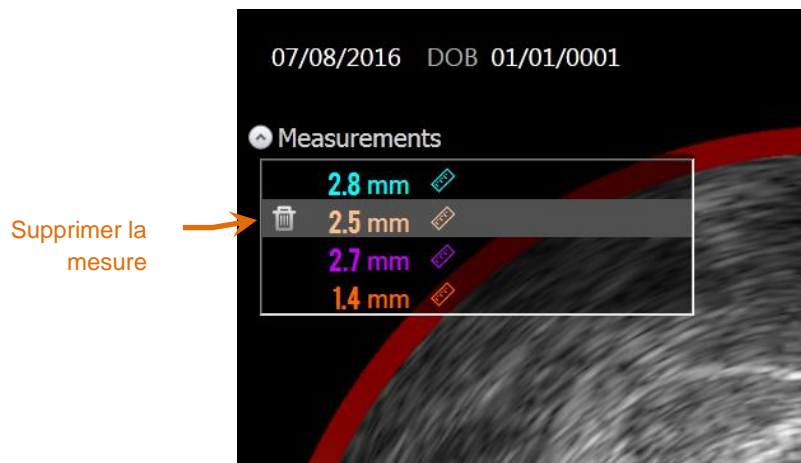 07/08/2016 DOB 01/01/0001
Measurements
2.8 mm
2.5 mm
2.7 mm
1.4 mm
Supprimer la
mesure